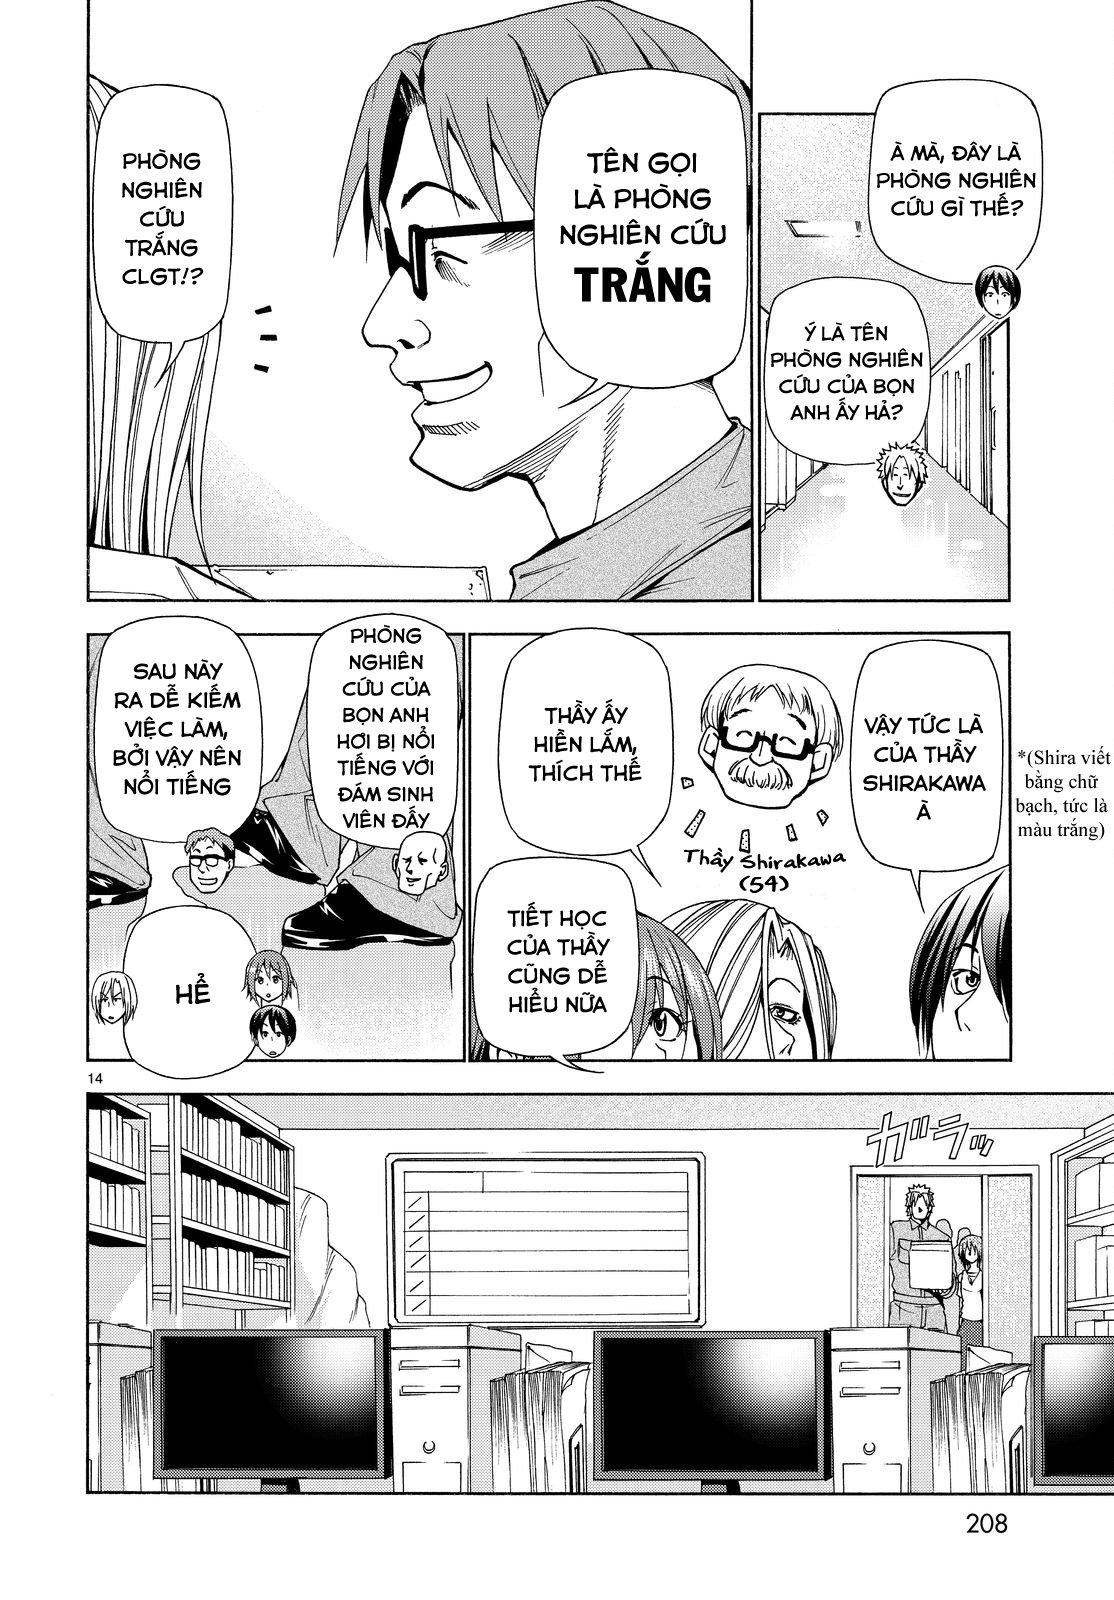 À MÀ, ĐÂY LÀ
PHÒNG NGHIÊN
CỨU GÌ THẾ?
Ý LÀ TÊN
PHÒNG NGHIÊN
CỨU CỦA BỌN
ANH ẤY HẢ?
TÊN GỌI
LÀ PHÒNG
NGHIÊN CỨU
TRẮNG
PHÒNG
NGHIÊN
CỨU
TRẮNG
CLGT!?
VẬY TỨC LÀ
CỦA THẦY
SHIRAKAWA
À
*(Shira viết
bằng chữ
bạch, tức là
màu trắng)
Thầy Shirakawa
(54)
THẦY ẤY
HIỀN LẮM,
THÍCH THẾ
TIẾT HỌC
CỦA THẦY
CŨNG DỄ
HIỂU NỮA
PHÒNG
NGHIÊN
CỨU CỦA
BỌN ANH
HƠI BỊ NỔI
TIẾNG VỚI
ĐÁM SINH
VIÊN ĐẤY
SAU NÀY
RA DỄ KIẾM
VIỆC LÀM,
BỞI VẬY NÊN
NỔI TIẾNG
HỂ
14
ガラッ
208